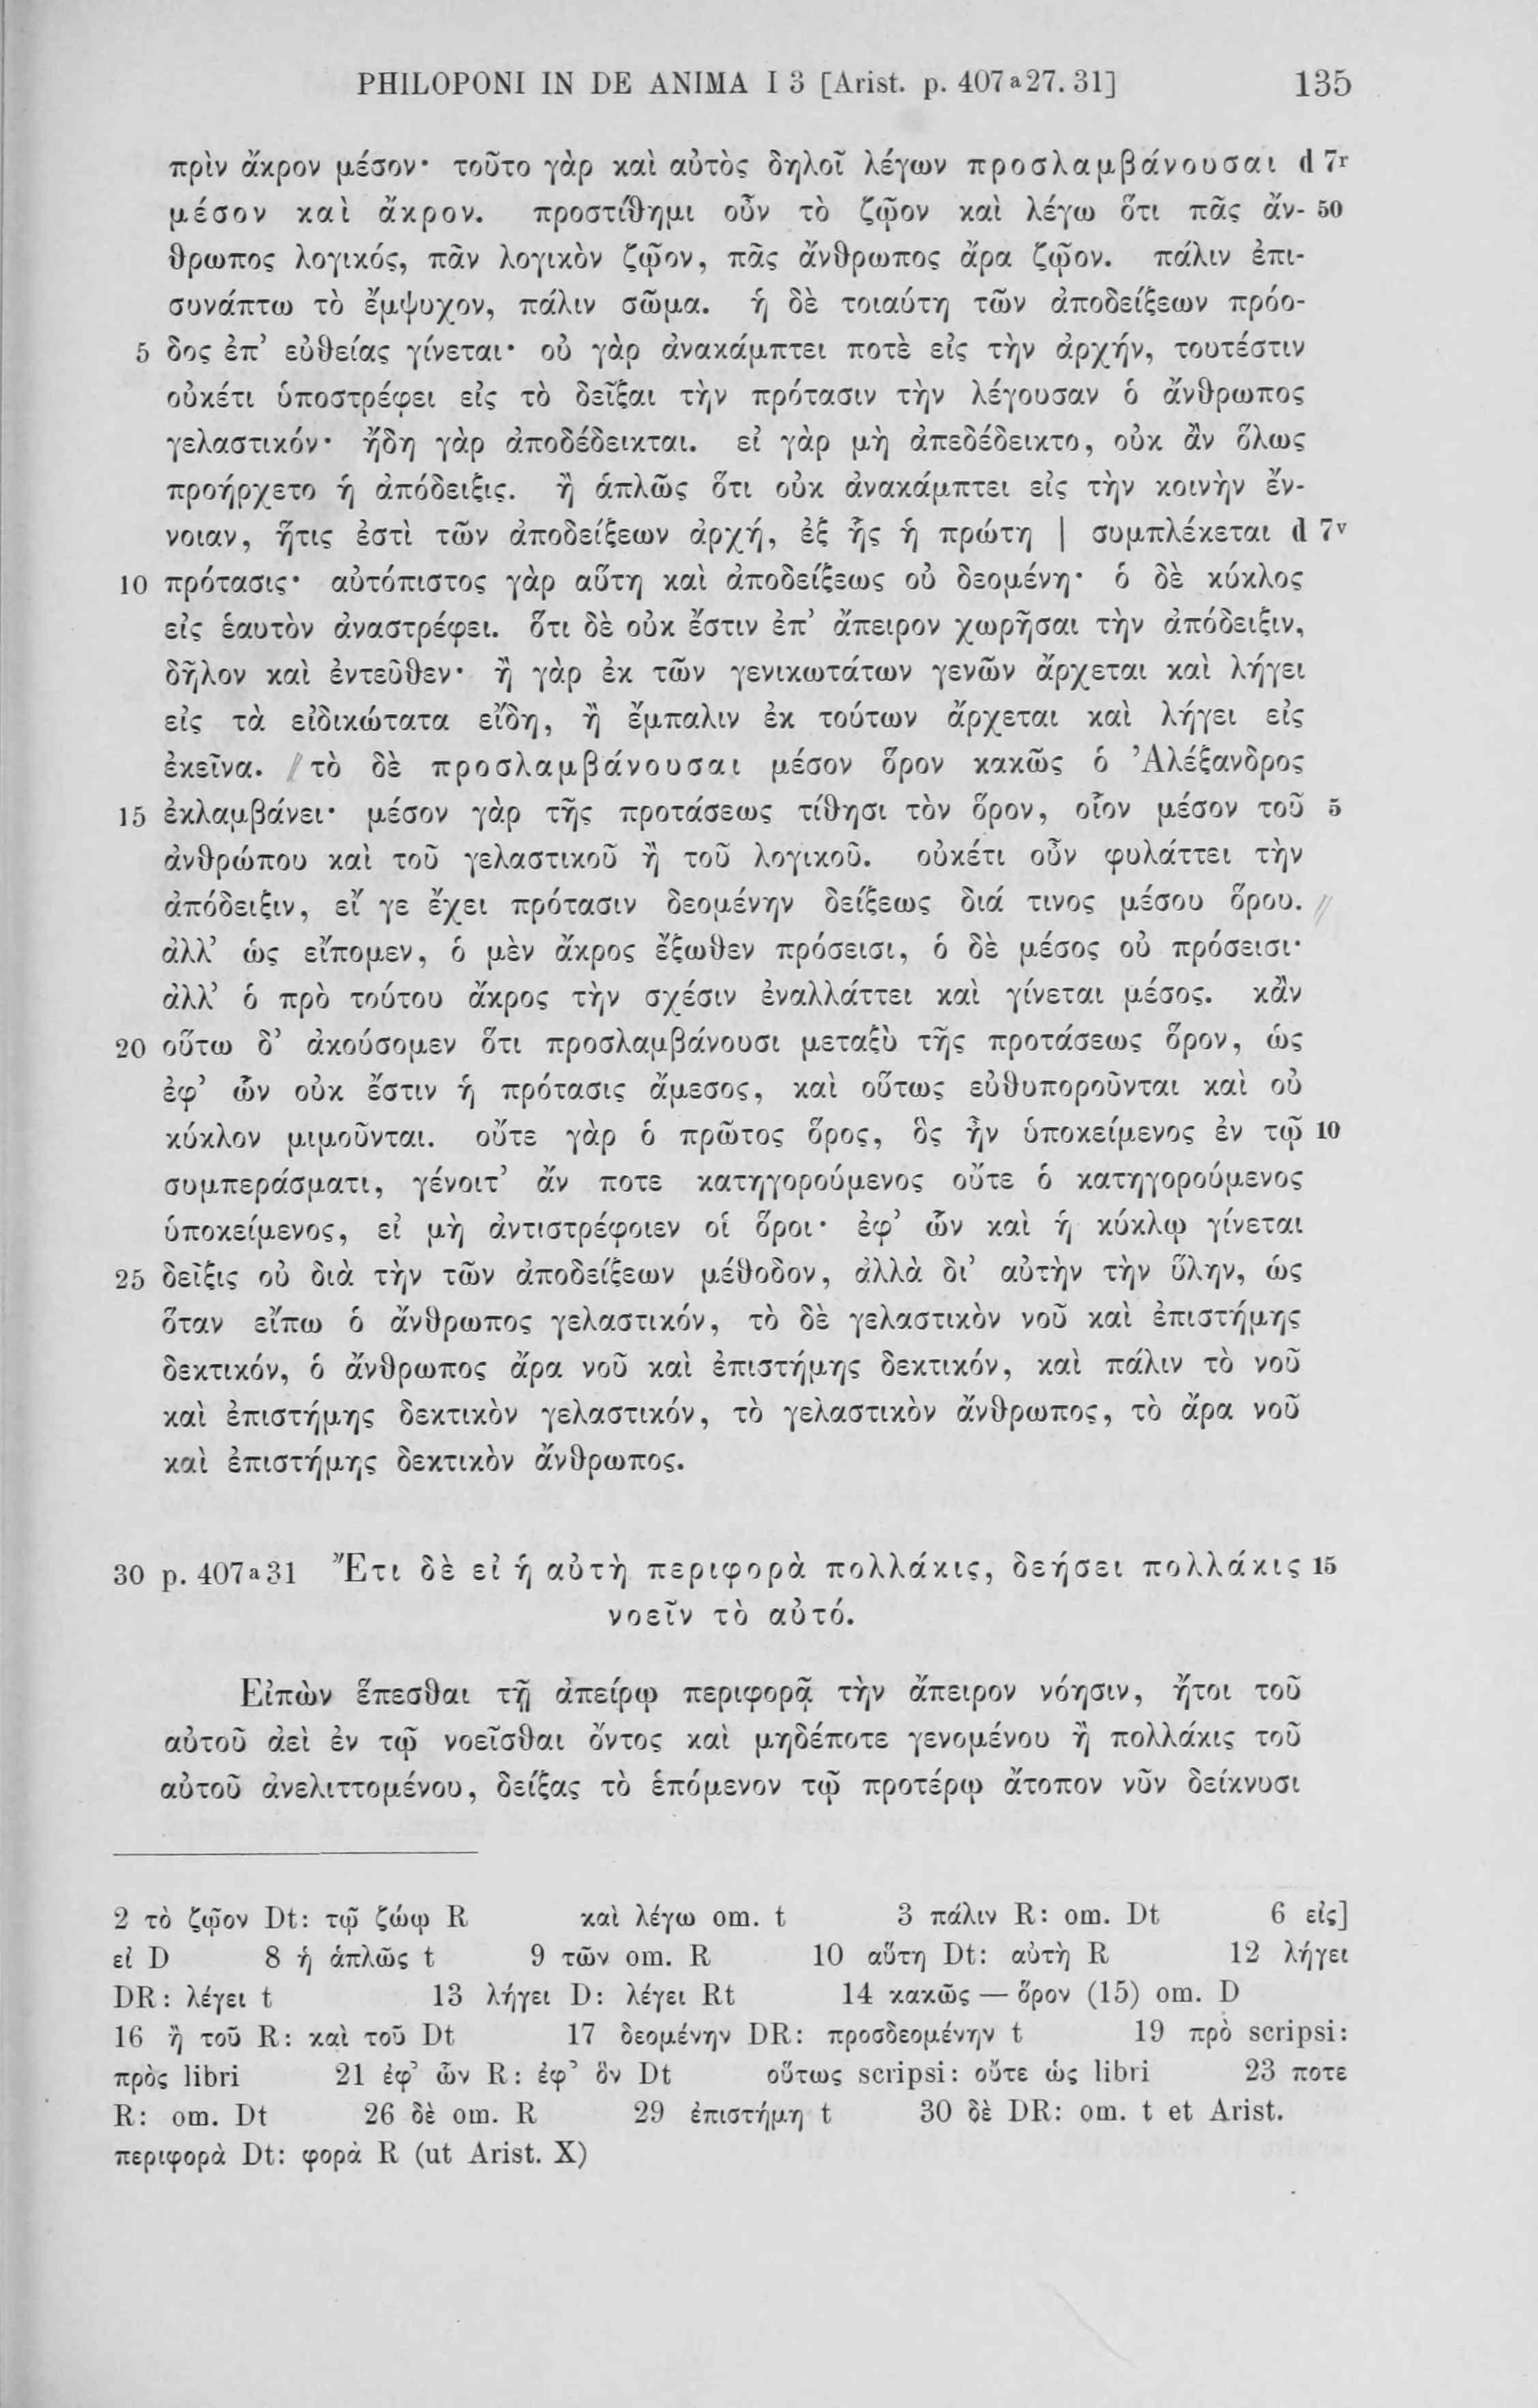 PHILOPONI IN DE ANIMA I 3 [Arist. p. 407a27. 31] 135
πρὶν ἄκρον μέσον· τοῦτο γὰρ καὶ αὐτὸς δηλοῖ λέγων προσλαμβάνουσαι d 7r
μέσον καὶ ἄκρον. προστίθημι οὖν τὸ ζῷον καὶ λέγω ὅτι πᾶς ἄν- 50
θρωπος λογικός, πᾶν λογικὸν ζῷον, πᾶς ἄνθρωπος ἄρα ζῷον. πάλιν ἐπι-
συνάπτω τὸ ἔμψυχον, πάλιν σῶμα. ἡ δὲ τοιαύτη τῶν ἀποδείξεων πρόο-
5 δος ἐπ’ εὐθείας γίνεται· οὐ γὰρ ἀνακάμπτει ποτὲ εἰς τὴν ἀρχήν, τουτέστιν
οὐκέτι ὑποστρέφει εἰς τὸ δεῖξαι τὴν πρότασιν τὴν λέγουσαν ὁ ἄνθρωπος
γελαστικόν· ἤδη γὰρ ἀποδέδεικται. εἰ γὰρ μὴ ἀπεδέδεικτο, οὐκ ἂν ὅλως
προήρχετο ἡ ἀπόδειξις. ἢ ἁπλῶς ὅτι οὐκ ἀνακάμπτει εἰς τὴν κοινὴν ἔν-
νοιαν, ἥτις ἐστὶ τῶν ἀποδείξεων ἀρχή, ἐξ ἧς ἡ πρώτη | συμπλέκεται d 7v
10 πρότασις· αὐτόπιστος γὰρ αὕτη καὶ ἀποδείξεως οὐ δεομένη· ὁ δὲ κύκλος
εἰς ἑαυτὸν ἀναστρέφει. ὅτι δὲ οὐκ ἔστιν ἐπ’ ἄπειρον χωρῆσαι τὴν ἀπόδειξιν,
δῆλον καὶ ἐντεῦθεν· ἢ γὰρ ἐκ τῶν γενικωτάτων γενῶν ἄρχεται καὶ λήγει
εἰς τὰ εἰδικώτατα εἴδη, ἢ ἔμπαλιν ἐκ τούτων ἄρχεται καὶ λήγει εἰς
ἐκεῖνα. τὸ δὲ προσλαμβάνουσαι μέσον ὅρον κακῶς ὁ Ἀλέξανδρος
15 ἐκλαμβάνει· μέσον γὰρ τῆς προτάσεως τίθησι τὸν ὅρον, οἷον μέσον τοῦ 5
ἀνθρώπου καὶ τοῦ γελαστικοῦ ἢ τοῦ λογικοῦ. οὐκέτι οὖν φυλάττει τὴν
ἀπόδειξιν, εἴ γε ἔχει πρότασιν δεομένην δείξεως διά τινος μέσου ὅρου.
ἀλλ’ ὡς εἴπομεν, ὁ μὲν ἄκρος ἔξωθεν πρόσεισι, ὁ δὲ μέσος οὐ πρόσεισι·
ἀλλ’ ὁ πρὸ τούτου ἄκρος τὴν σχέσιν ἐναλλάττει καὶ γίνεται μέσος. κἂν
20 οὕτω δ’ ἀκούσομεν ὅτι προσλαμβάνουσι μεταξὺ τῆς προτάσεως ὅρον, ὡς
ἐφ’ ὧν οὐκ ἔστιν ἡ πρότασις ἄμεσος, καὶ οὕτως εὐθυποροῦνται καὶ οὐ
κύκλον μιμοῦνται. οὔτε γὰρ ὁ πρῶτος ὅρος, ὃς ἦν ὑποκείμενος ἐν τῷ 10
συμπεράσματι, γένοιτ’ ἄν ποτε κατηγορούμενος οὔτε ὁ κατηγορούμενος
ὑποκείμενος, εἰ μὴ ἀντιστρέφοιεν οἱ ὅροι· ἐφ’ ὧν καὶ ἡ κύκλῳ γίνεται
25 δεῖξις οὐ διὰ τὴν τῶν ἀποδείξεων μέθοδον, ἀλλὰ δι’ αὐτὴν τὴν ὕλην, ὡς
ὅταν εἴπω ὁ ἄνθρωπος γελαστικόν, τὸ δὲ γελαστικὸν νοῦ καὶ ἐπιστήμης
δεκτικόν, ὁ ἄνθρωπος ἄρα νοῦ καὶ ἐπιστήμης δεκτικόν, καὶ πάλιν τὸ νοῦ
καὶ ἐπιστήμης δεκτικὸν γελαστικόν, τὸ γελαστικὸν ἄνθρωπος, τὸ ἄρα νοῦ
καὶ ἐπιστήμης δεκτικὸν ἄνθρωπος.
30 p. 407a31 Ἔτι δὲ εἰ ἡ αὐτὴ περιφορὰ πολλάκις, δεήσει πολλάκις 15
νοεῖν τὸ αὐτό.
Εἰπὼν ἕπεσθαι τῇ ἀπείρῳ περιφορᾷ τὴν ἄπειρον νόησιν, ἤτοι τοῦ
αὐτοῦ ἀεὶ ἐν τῷ νοεῖσθαι ὄντος καὶ μηδέποτε γενομένου ἢ πολλάκις τοῦ
αὐτοῦ ἀνελιττομένου, δείξας τὸ ἑπόμενον τῷ προτέρῳ ἄτοπον νῦν δείκνυσι
2 τὸ ζῷον Dt: τῷ ζώῳ R καὶ λέγω om. t 3 πάλιν R: om. Dt 6 εἰς]
εἰ D 8 ἡ ἁπλῶς t 9 τῶν om. R 10 αὕτη Dt: αὐτὴ R 12 λήγει
DR: λέγει t 13 λήγει D: λέγει Rt 14 κακῶς — ὅρον (15) om. D
16 ἢ τοῦ R: καὶ τοῦ Dt 17 δεομένην DR: προσδεομένην t 19 πρὸ scripsi:
πρὸς libri 21 ἐφ’ ὧν R: ἐφ’ ὃν Dt οὕτως scripsi: οὔτε ὡς libri 23 ποτε
R: om. Dt 26 δὲ om. R 29 ἐπιστήμη t 30 δὲ DR: om. t et Arist.
περιφορὰ Dt: φορὰ R (ut Arist. X)